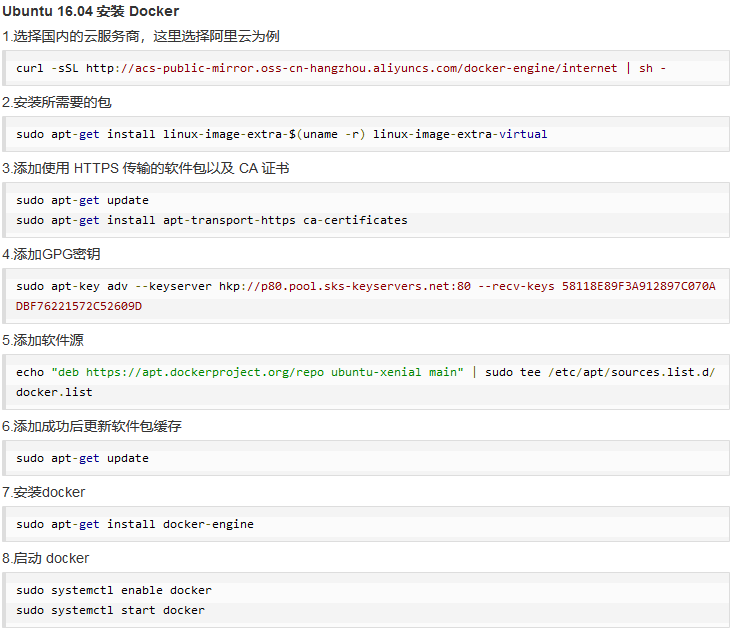 Ubuntu 16.04 安装 Docker
1.选择国内的云服务商，这里选择阿里云为例
curl -sSL http://acs-public-mirror.oss-cn-hangzhou.aliyuncs.com/docker-engine/internet | sh -
2.安装所需要的包
sudo apt-get install linux-image-extra-$(uname -r) linux-image-extra-virtual
3.添加使用 HTTPS 传输的软件包以及 CA 证书
sudo apt-get update
sudo apt-get install apt-transport-https ca-certificates
4.添加GPG密钥
sudo apt-key adv --keyserver hkp://p80.pool.sks-keyservers.net:80 --recv-keys 58118E89F3A912897C070A
DBF76221572C52609D
5.添加软件源
echo "deb https://apt.dockerproject.org/repo ubuntu-xenial main" | sudo tee /etc/apt/sources.list.d/
docker.list
6.添加成功后更新软件包缓存
sudo apt-get update
7.安装docker
sudo apt-get install docker-engine
8.启动 docker
sudo systemctl enable docker
sudo systemctl start docker